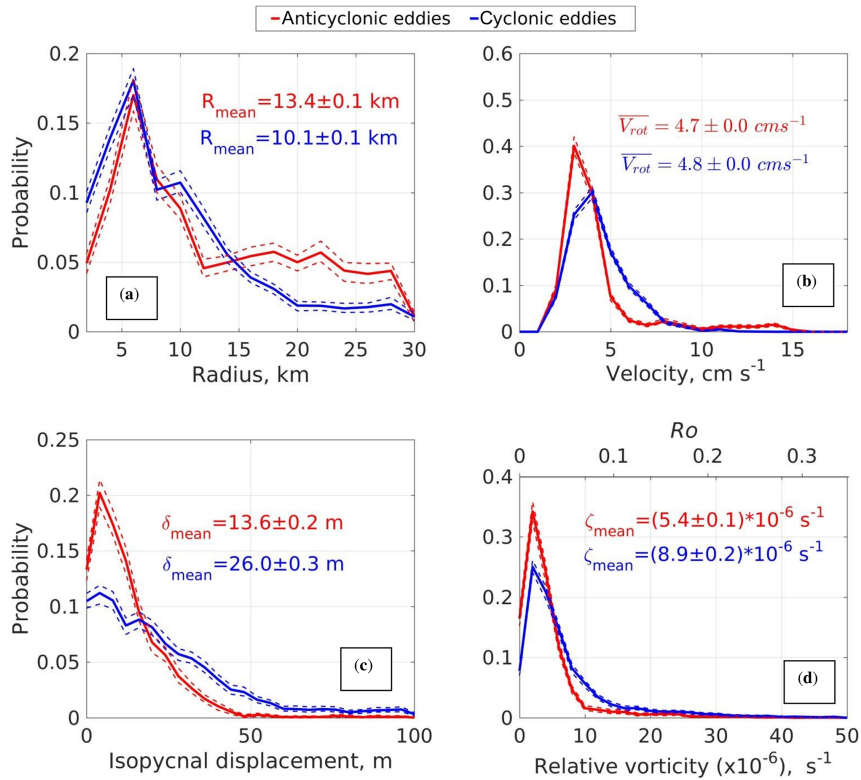 Anticyclonic eddies Cyclonic eddies
0.2
0.15
0.1
0.05
0
Probability
R_mean=13.4±0.1 km
R_mean=10.1±0.1 km
(a)
5 10 15 20 25 30
Radius, km
0.6
0.5
0.4
0.3
0.2
0.1
0
V_rot = 4.7 ± 0.0 cms^-1
V_rot = 4.8 ± 0.0 cms^-1
(b)
0 5 10 15
Velocity, cm s^-1
0.25
0.2
0.15
0.1
0.05
0
Probability
δ_mean=13.6±0.2 m
δ_mean=26.0±0.3 m
(c)
0 50 100
Isopycnal displacement, m
Ro
0 0.1 0.2 0.3
0.4
0.3
0.2
0.1
0
ζ_mean=(5.4±0.1)*10^-6 s^-1
ζ_mean=(8.9±0.2)*10^-6 s^-1
(d)
0 10 20 30 40 50
Relative vorticity (x10^-6), s^-1